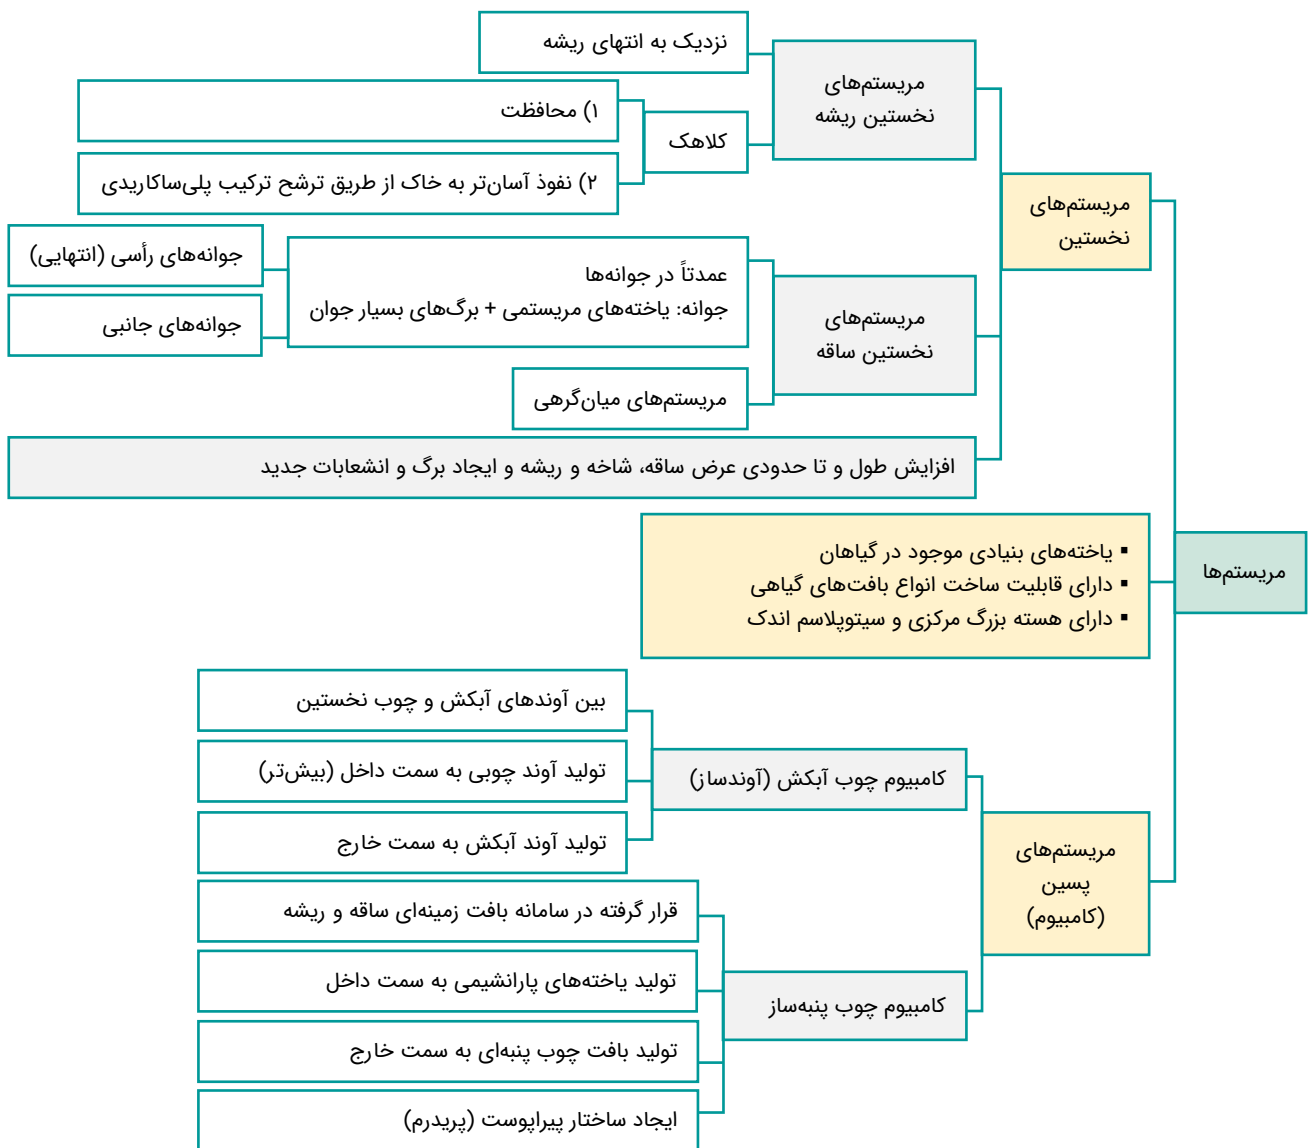 مریستم‌ها
مریستم‌های
نخستین
مریستم‌های
نخستین ریشه
نزدیک به انتهای ریشه
کلاهک
۱) محافظت
۲) نفوذ آسان‌تر به خاک از طریق ترشح ترکیب پلی‌ساکاریدی
مریستم‌های
نخستین ساقه
عمدتاً در جوانه‌ها
جوانه: یاخته‌های مریستمی + برگ‌های بسیار جوان
جوانه‌های رأسی (انتهایی)
جوانه‌های جانبی
مریستم‌های میان‌گرهی
افزایش طول و تا حدودی عرض ساقه، شاخه و ریشه و ایجاد برگ و انشعابات جدید
▪ یاخته‌های بنیادی موجود در گیاهان
▪ دارای قابلیت ساخت انواع بافت‌های گیاهی
▪ دارای هسته بزرگ مرکزی و سیتوپلاسم اندک
مریستم‌های
پسین
(کامبیوم)
کامبیوم چوب آبکش (آوندساز)
بین آوندهای آبکش و چوب نخستین
تولید آوند چوبی به سمت داخل (بیش‌تر)
تولید آوند آبکش به سمت خارج
کامبیوم چوب پنبه‌ساز
قرار گرفته در سامانه بافت زمینه‌ای ساقه و ریشه
تولید یاخته‌های پارانشیمی به سمت داخل
تولید بافت چوب پنبه‌ای به سمت خارج
ایجاد ساختار پیراپوست (پریدرم)